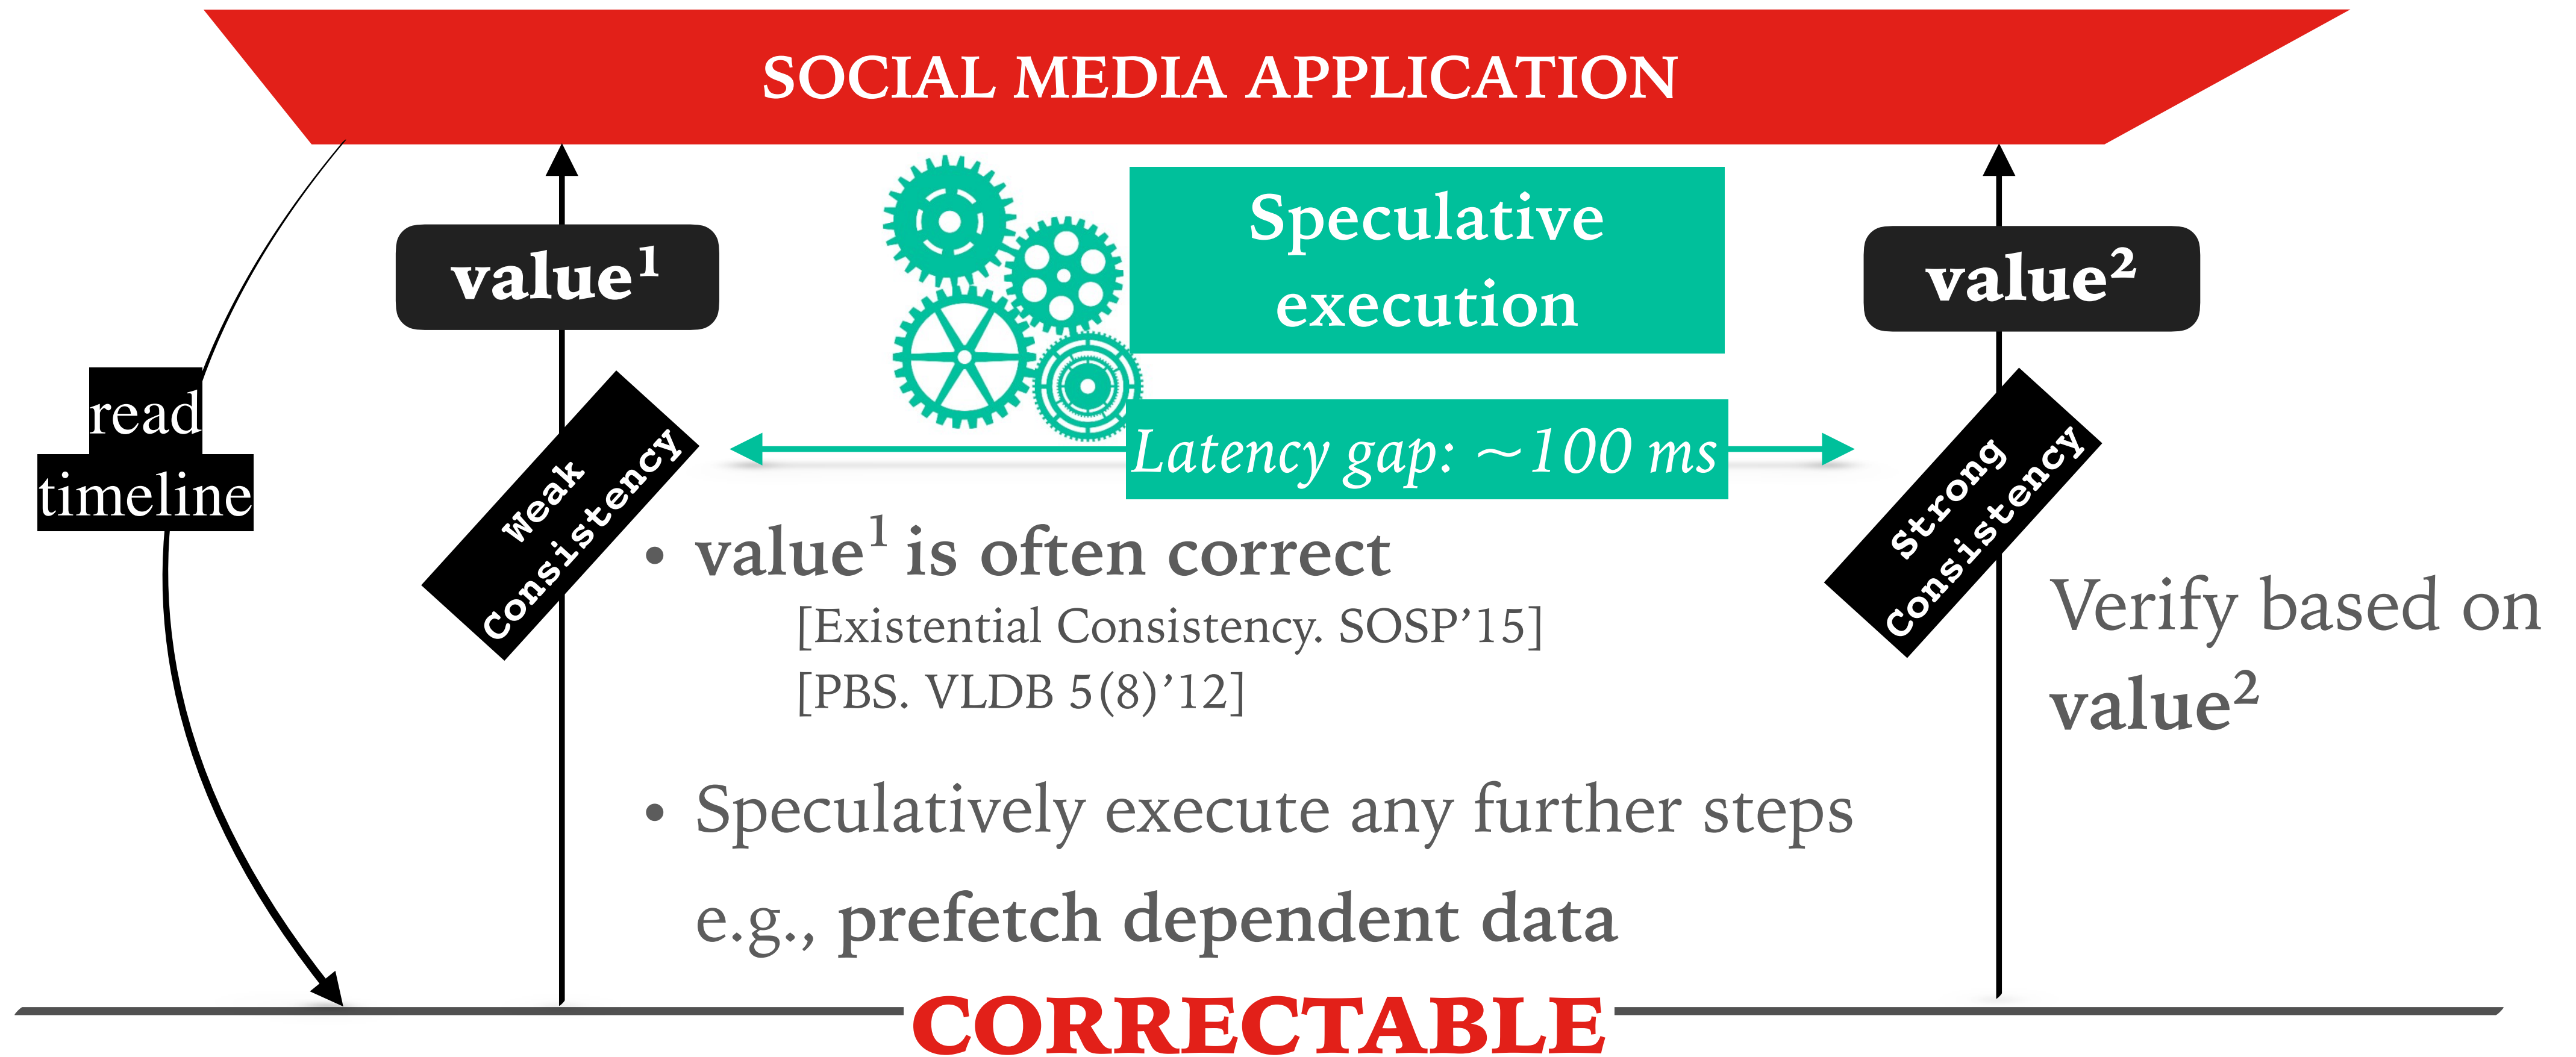 SOCIAL MEDIA APPLICATION
value¹
Speculative
execution
value²
read
timeline
Weak
Consistency
Latency gap: ~100 ms
Strong
Consistency
• value¹ is often correct
[Existential Consistency. SOSP’15]
[PBS. VLDB 5(8)’12]
Verify based on
value²
• Speculatively execute any further steps
e.g., prefetch dependent data
CORRECTABLE